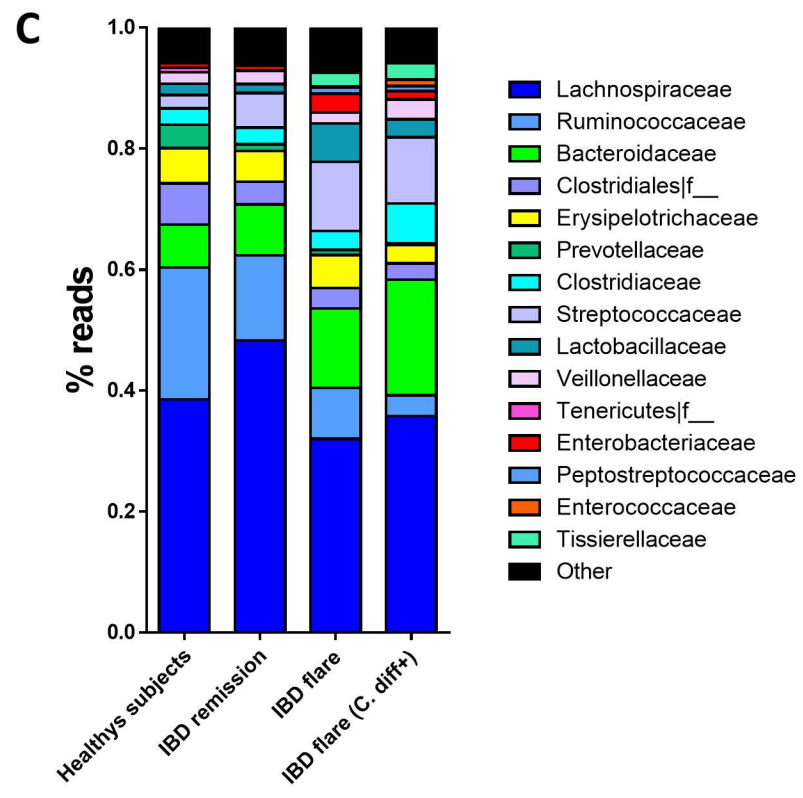 C
% reads
1.0
0.8
0.6
0.4
0.2
0.0
Healthys subjects
IBD remission
IBD flare
IBD flare (C. diff+)
Lachnospiraceae
Ruminococcaceae
Bacteroidaceae
Clostridiales|f__
Erysipelotrichaceae
Prevotellaceae
Clostridiaceae
Streptococcaceae
Lactobacillaceae
Veillonellaceae
Tenericutes|f__
Enterobacteriaceae
Peptostreptococcaceae
Enterococcaceae
Tissierellaceae
Other